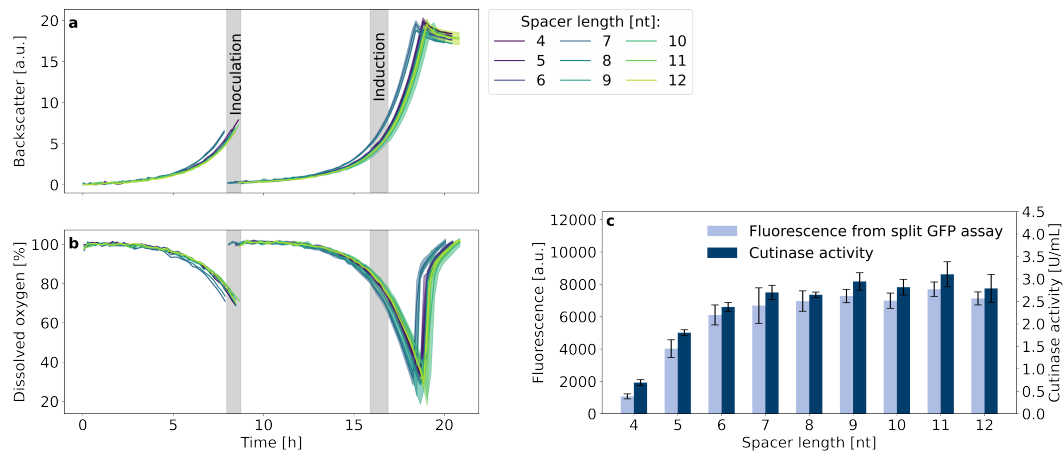 a
Backscatter [a.u.]
20
15
10
5
0
Inoculation
Induction
Spacer length [nt]:
4 7 10
5 8 11
6 9 12
b
Dissolved oxygen [%]
100
80
60
40
20
0 5 10 15 20
Time [h]
c
Fluorescence [a.u.]
12000
10000
8000
6000
4000
2000
0
Fluorescence from split GFP assay
Cutinase activity
4.5
4.0
3.5
3.0
2.5
2.0
1.5
1.0
0.5
0.0
Cutinase activity [U/mL]
4 5 6 7 8 9 10 11 12
Spacer length [nt]